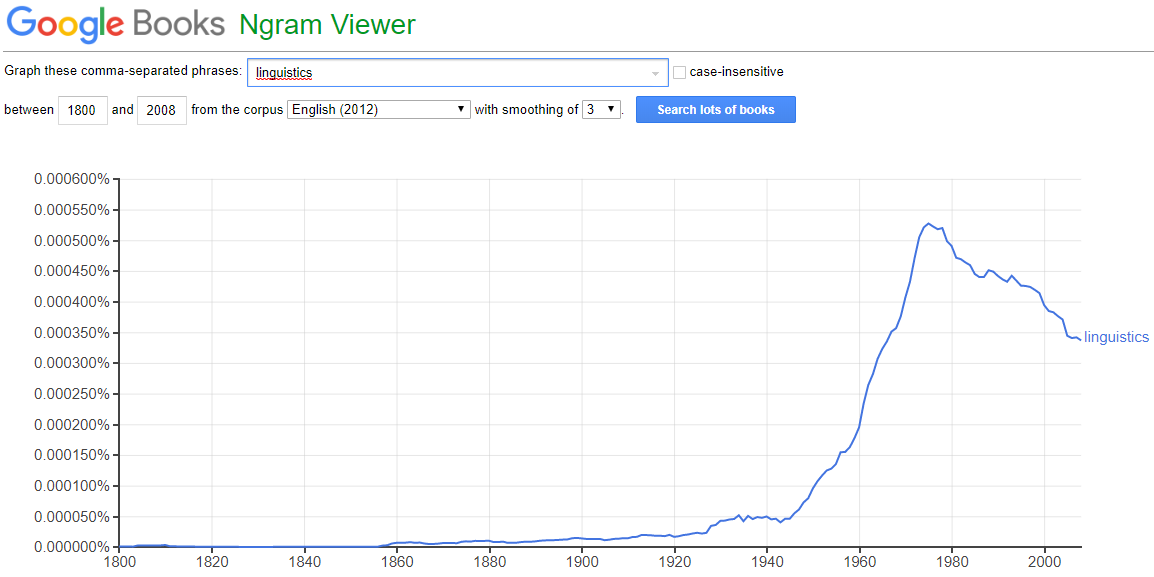 Google Books Ngram Viewer
Graph these comma-separated phrases: linguistics case-insensitive
between 1800 and 2008 from the corpus English (2012) with smoothing of 3 . Search lots of books
0.000600%
0.000550%
0.000500%
0.000450%
0.000400%
0.000350%
linguistics
0.000300%
0.000250%
0.000200%
0.000150%
0.000100%
0.000050%
0.000000%
1800 1820 1840 1860 1880 1900 1920 1940 1960 1980 2000